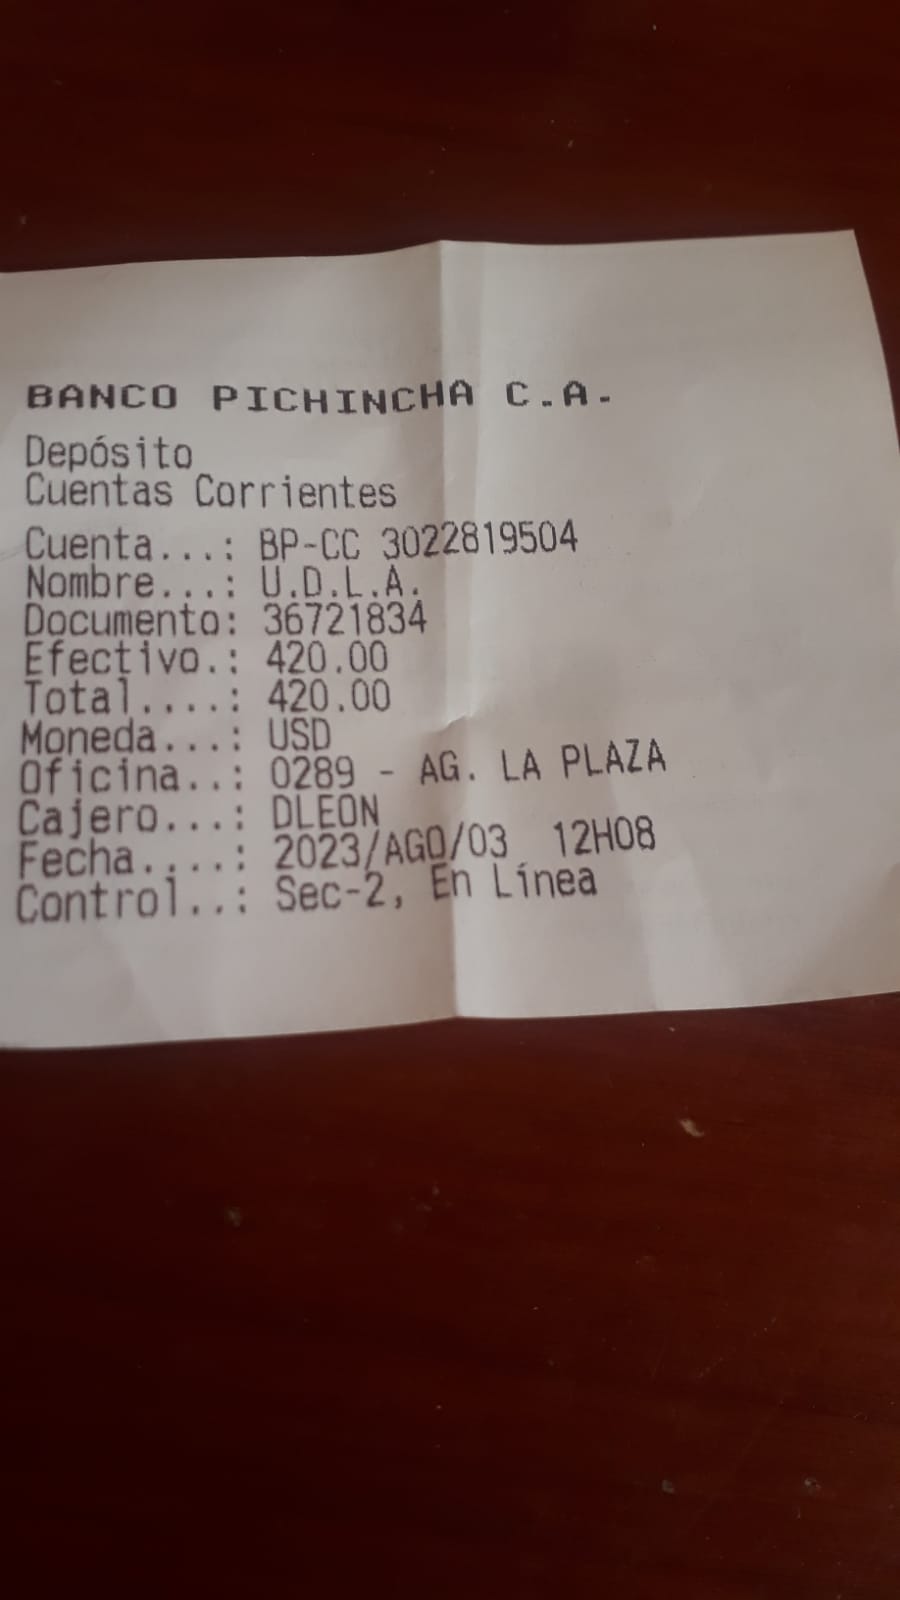 BANCO PICHINCHA C.A.
Depósito
Cuentas Corrientes
Cuenta...: BP-CC 3022819504
Nombre...: U.D.L.A.
Documento: 36721834
Efectivo.: 420.00
Total....: 420.00
Moneda...: USD
Oficina..: 0289 - AG. LA PLAZA
Cajero...: DLEON
Fecha....: 2023/AGO/03 12H08
Control..: Sec-2, En Línea